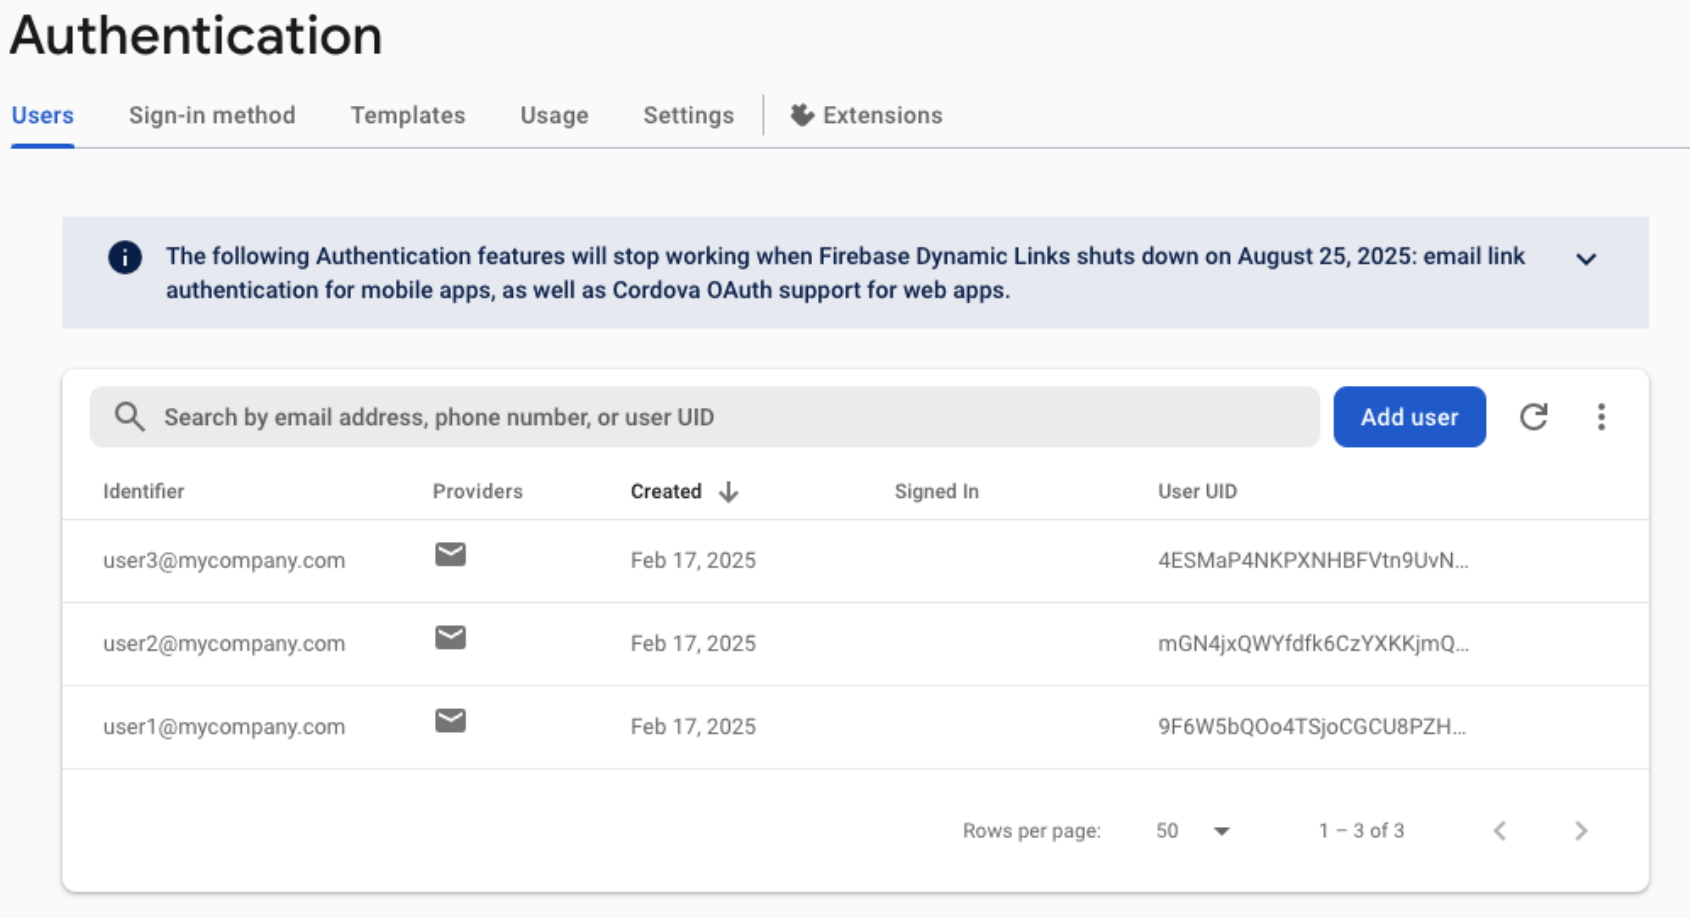 Authentication
Users Sign-in method Templates Usage Settings Extensions
The following Authentication features will stop working when Firebase Dynamic Links shuts down on August 25, 2025: email link
authentication for mobile apps, as well as Cordova OAuth support for web apps.
Search by email address, phone number, or user UID Add user
Identifier Providers Created Signed In User UID
user3@mycompany.com Feb 17, 2025 4ESMaP4NKPXNHBFVtn9UvN...
user2@mycompany.com Feb 17, 2025 mGN4jxQWYfdfk6CzYXKKjmQ...
user1@mycompany.com Feb 17, 2025 9F6W5bQOo4TSjoCGCU8PZH...
Rows per page: 50 1 – 3 of 3